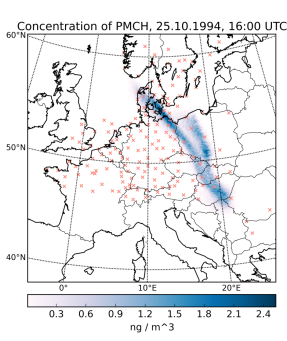 Concentration of PMCH, 25.10.1994, 16:00 UTC
60°N
50°N
40°N
0°
10°E
20°E
0.3 0.6 0.9 1.2 1.5 1.8 2.1 2.4
ng / m^3